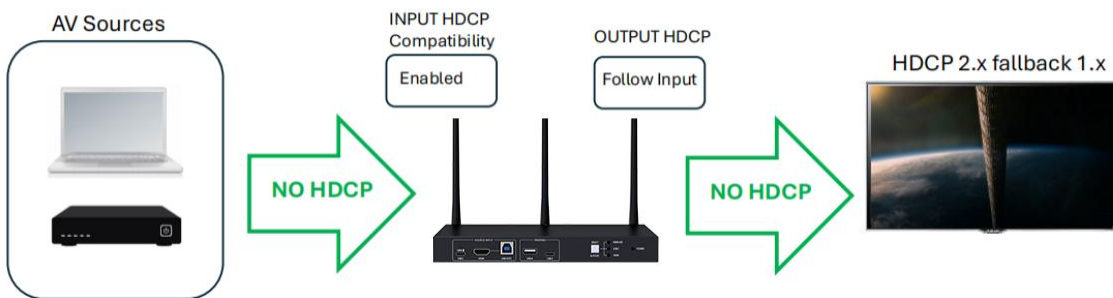 AV Sources
INPUT HDCP
Compatibility
Enabled
OUTPUT HDCP
Follow Input
HDCP 2.x fallback 1.x
NO HDCP
NO HDCP